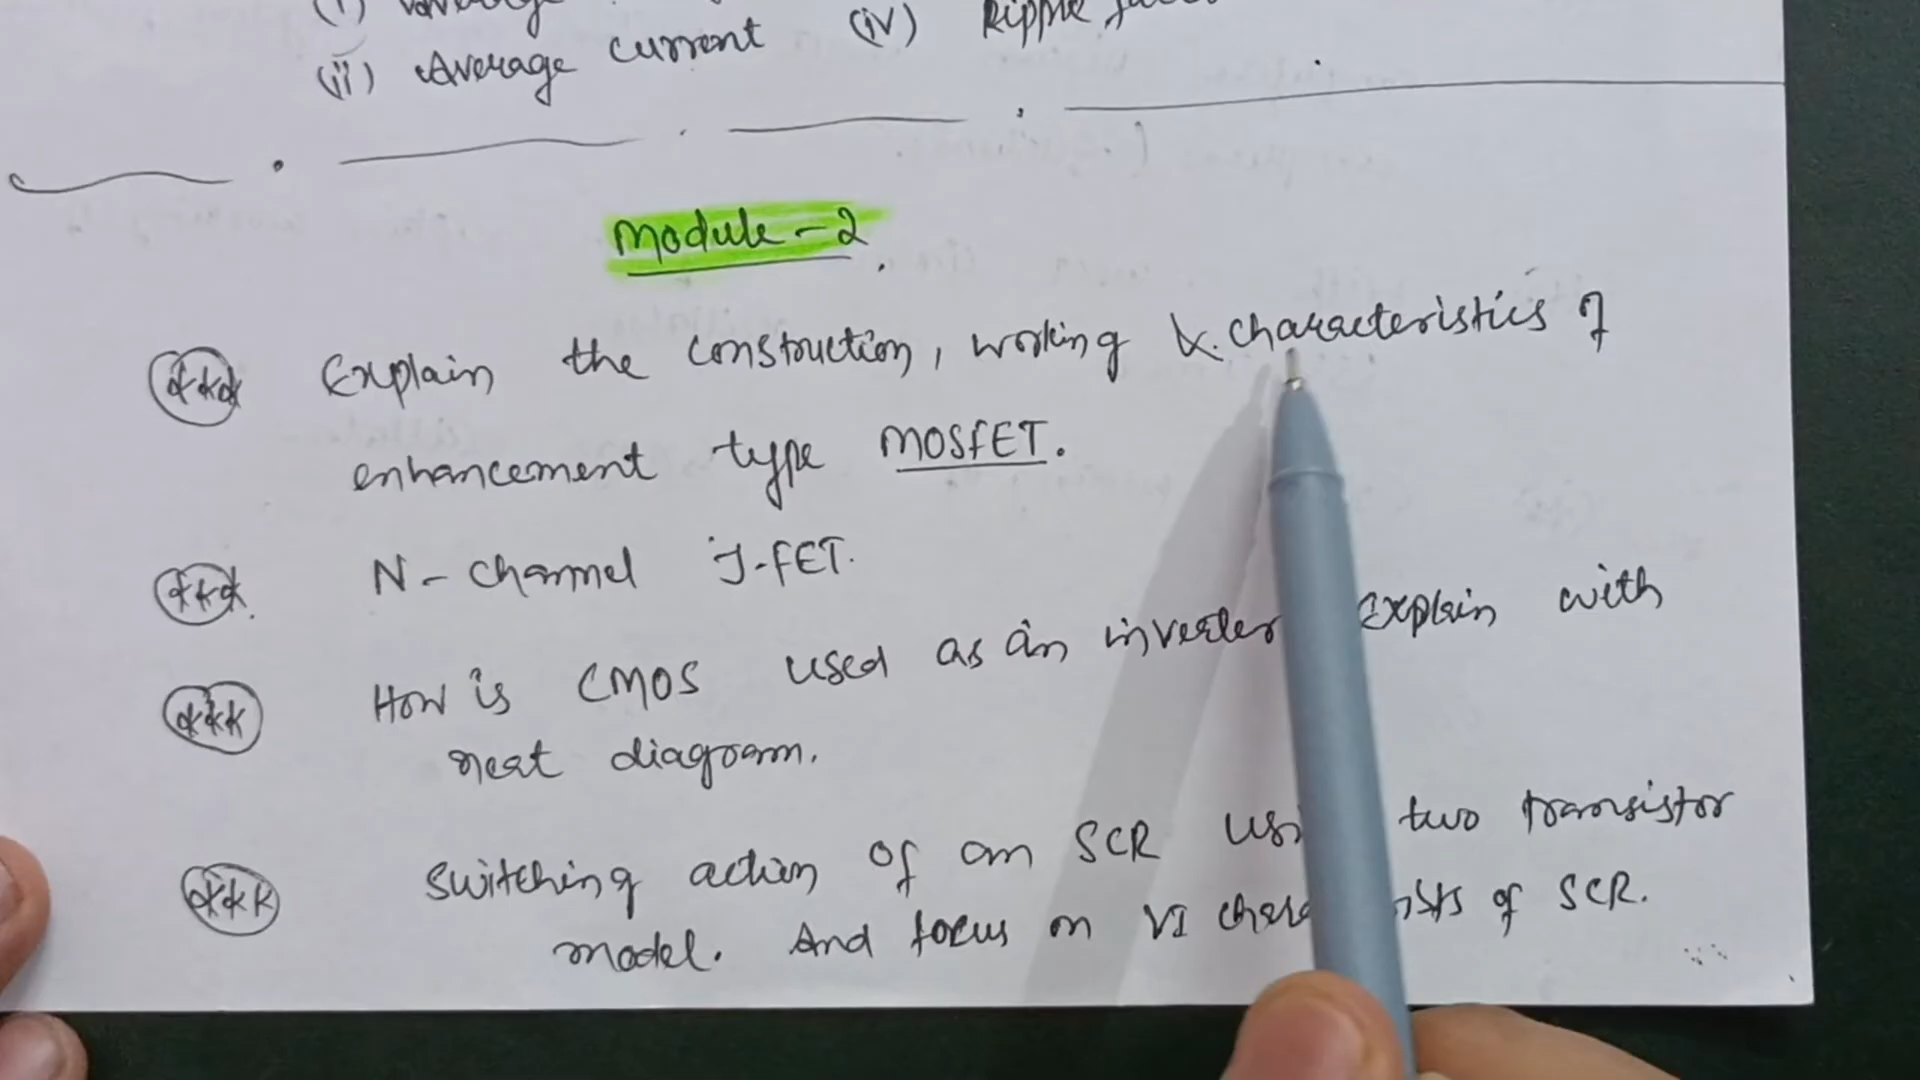 (ii) Average current (iv) Ripple
Module-2
*** Explain the construction, working & characteristics of
enhancement type MOSFET.
*** N-channel J-FET.
*** How is CMOS used as an inverter Explain with
neat diagram.
*** Switching action of an SCR two transistor
model. And focus on VI of SCR.